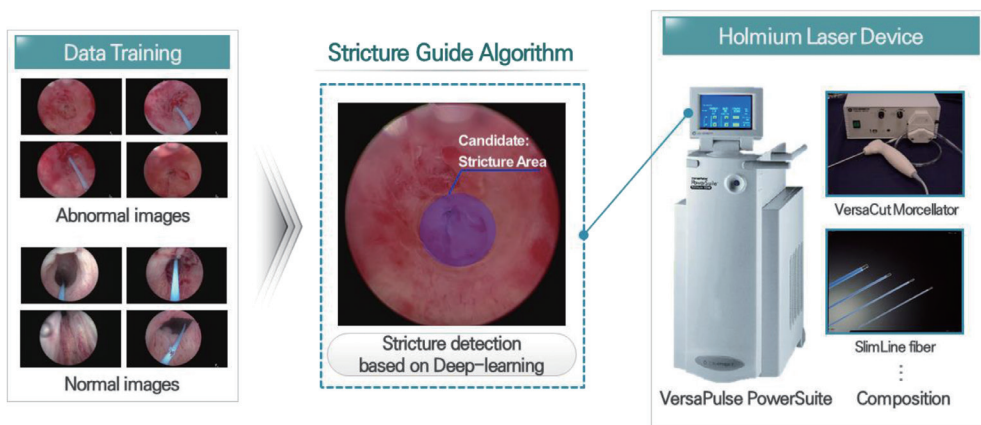 Data Training
Abnormal images
Normal images
Stricture Guide Algorithm
Candidate:
Stricture Area
Stricture detection
based on Deep-learning
Holmium Laser Device
PowerSuite
VersaPulse PowerSuite
VersaCut Morcellator
SlimLine fiber
Composition